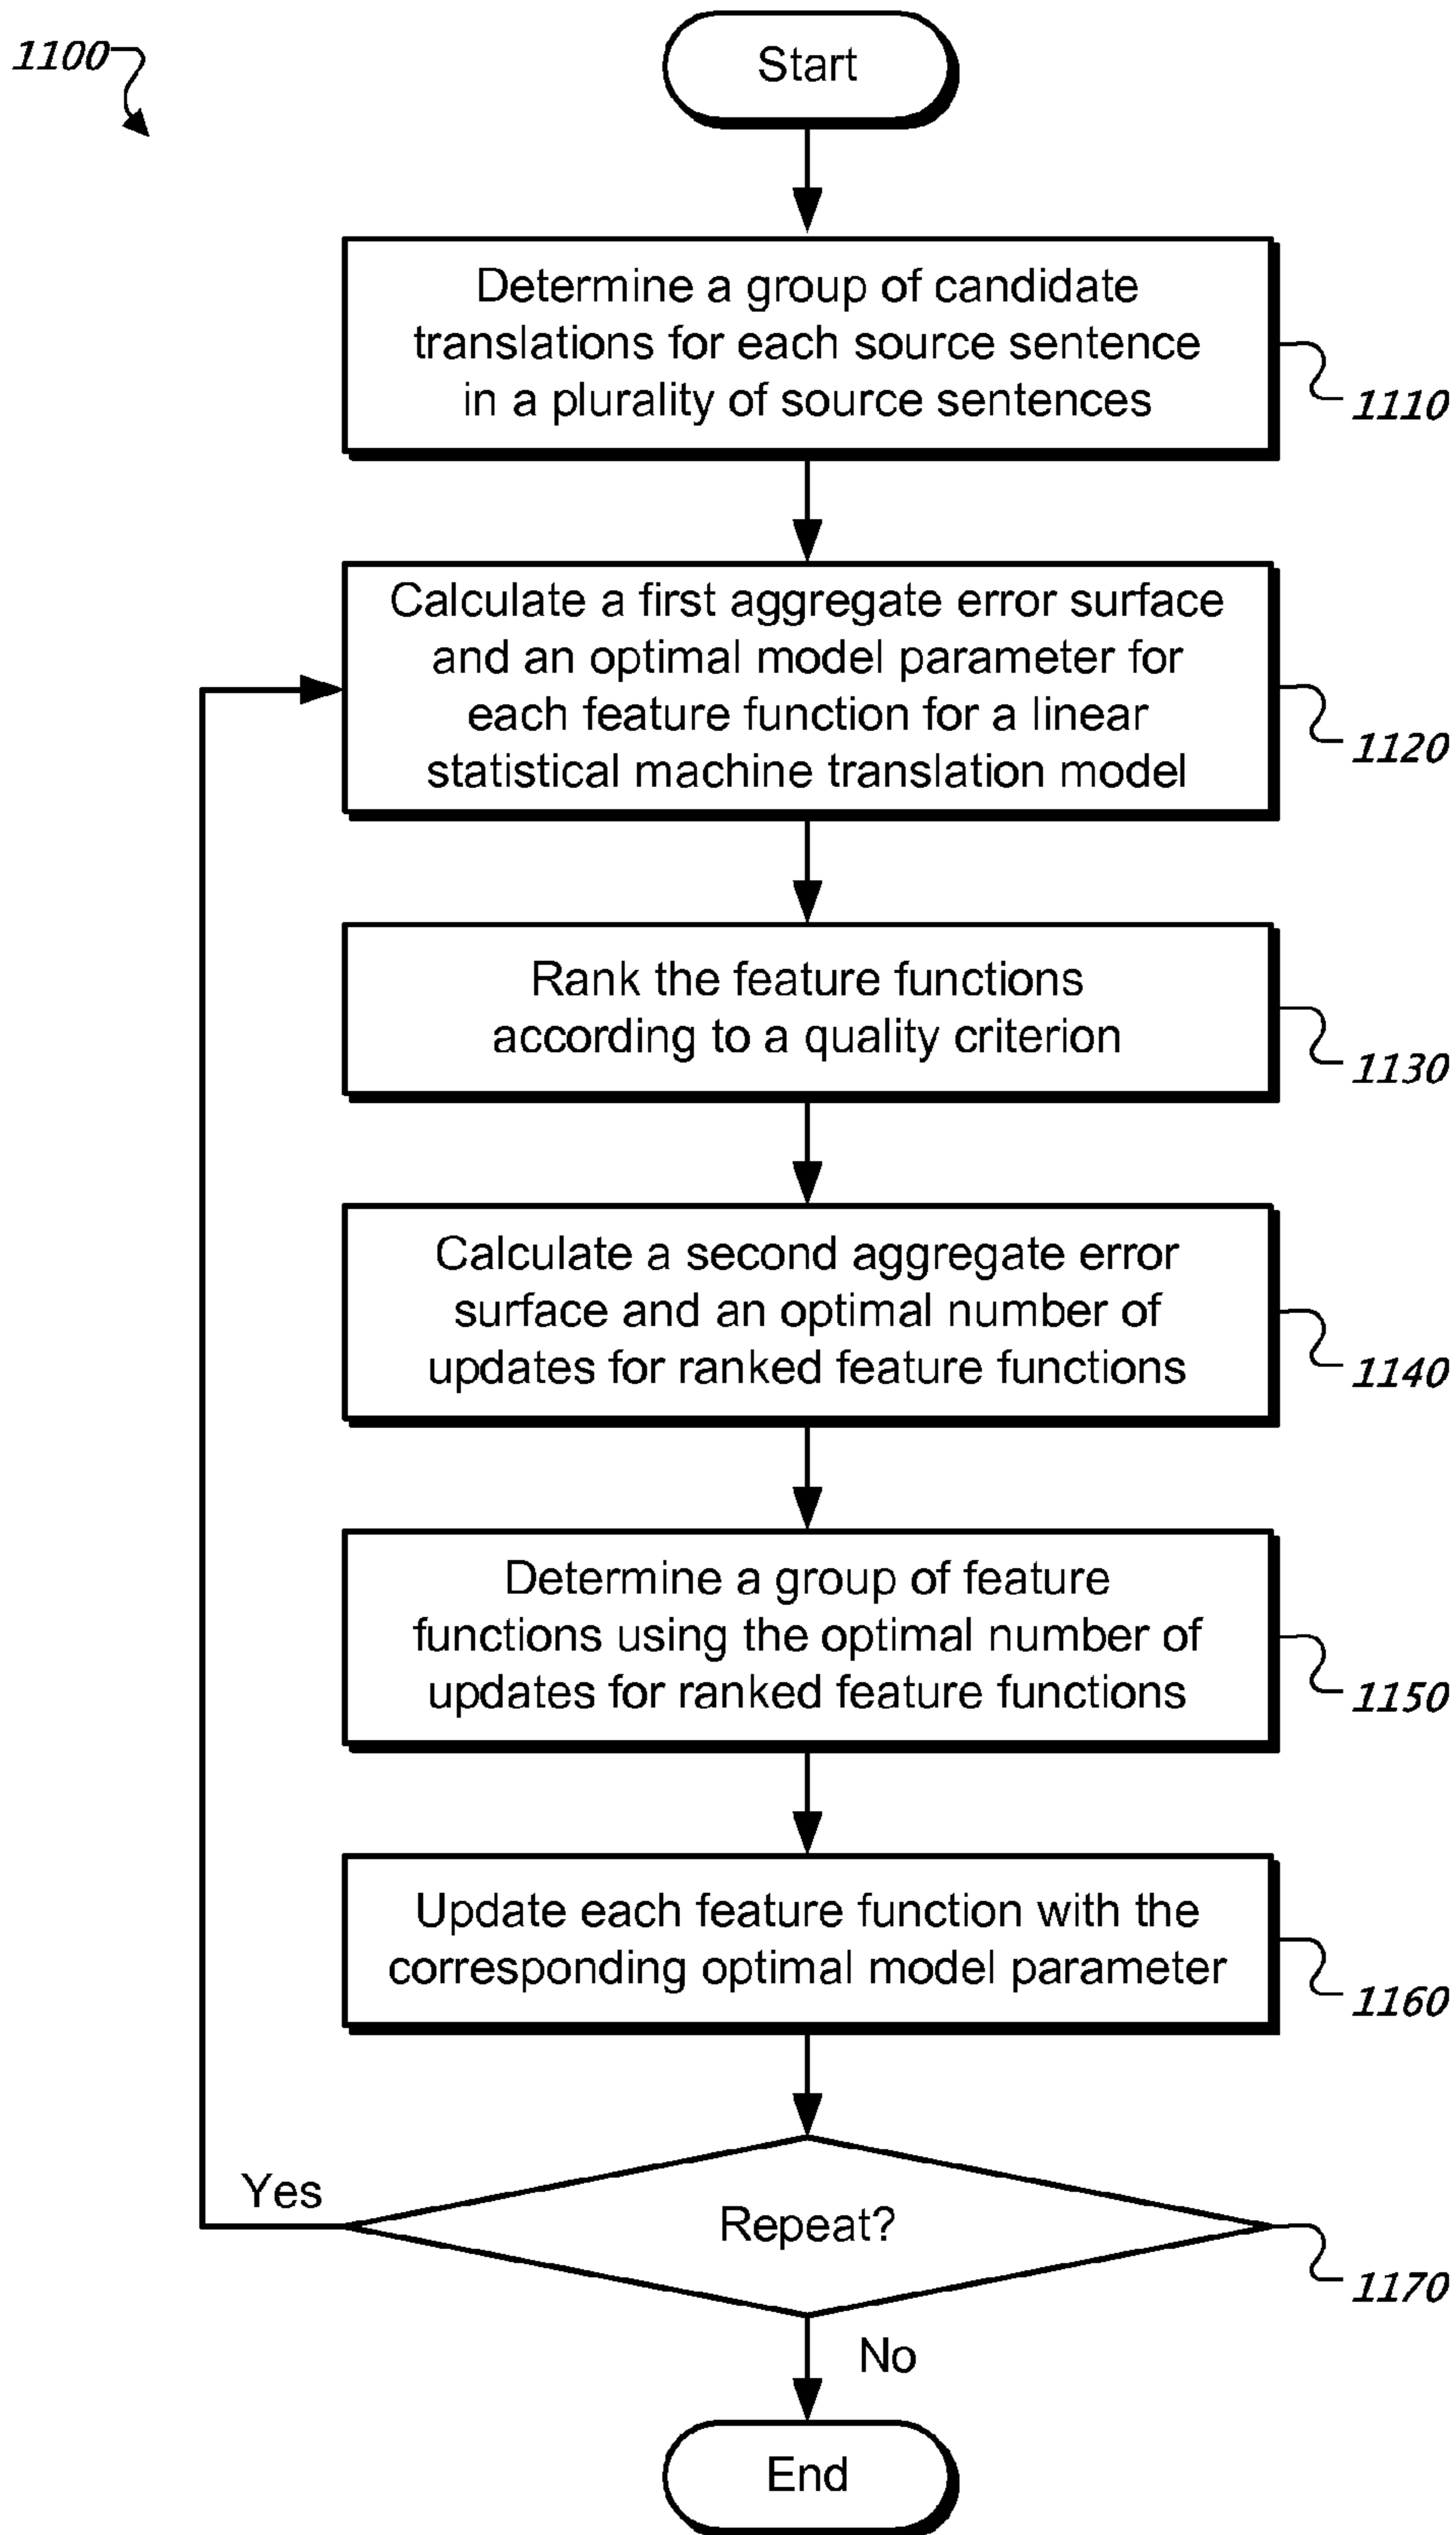 1100
Start
Determine a group of candidate
translations for each source sentence
in a plurality of source sentences
1110
Calculate a first aggregate error surface
and an optimal model parameter for
each feature function for a linear
statistical machine translation model
1120
Rank the feature functions
according to a quality criterion
1130
Calculate a second aggregate error
surface and an optimal number of
updates for ranked feature functions
1140
Determine a group of feature
functions using the optimal number of
updates for ranked feature functions
1150
Update each feature function with the
corresponding optimal model parameter
1160
Yes
Repeat?
1170
No
End